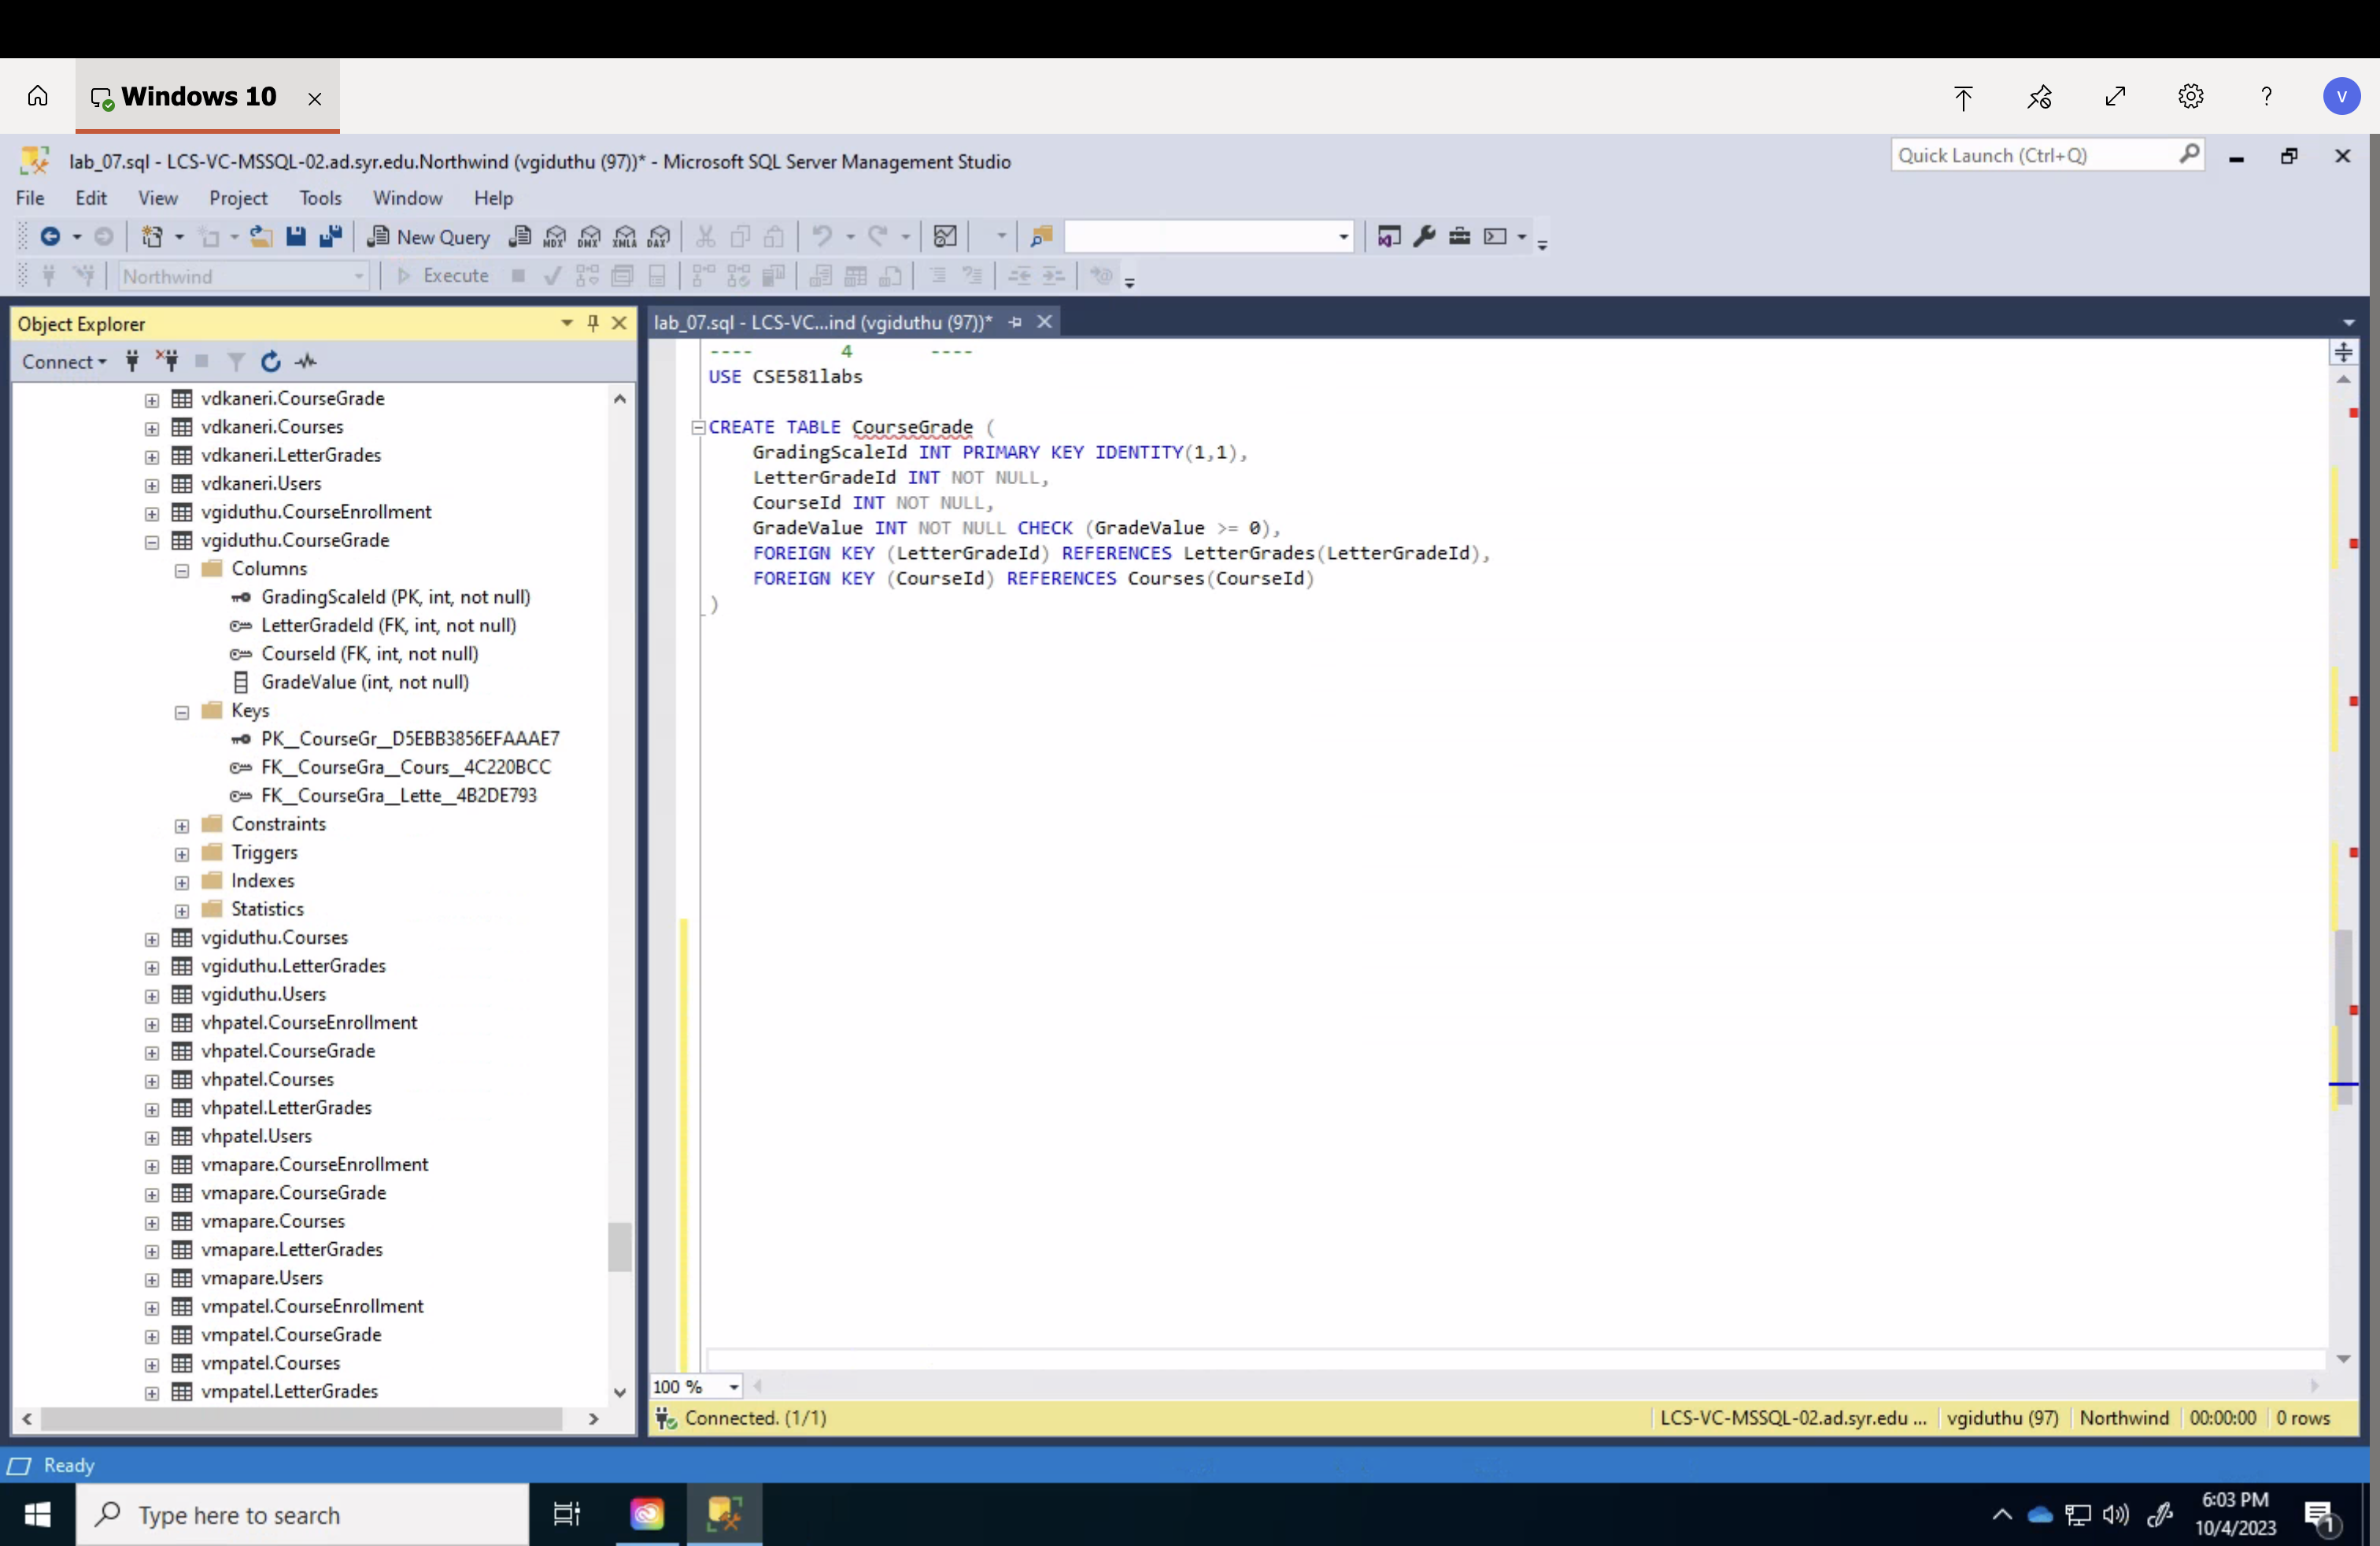 Windows 10
V
lab_07.sql - LCS-VC-MSSQL-02.ad.syr.edu.Northwind (vgiduthu (97))* - Microsoft SQL Server Management Studio
Quick Launch (Ctrl+Q)
File Edit View Project Tools Window Help
New Query MDX DMX XMLA DAX
Northwind Execute
Object Explorer
Connect
vdkaneri.CourseGrade
vdkaneri.Courses
vdkaneri.LetterGrades
vdkaneri.Users
vgiduthu.CourseEnrollment
vgiduthu.CourseGrade
Columns
GradingScaleId (PK, int, not null)
LetterGradeId (FK, int, not null)
CourseId (FK, int, not null)
GradeValue (int, not null)
Keys
PK__CourseGr__D5EBB3856EFAAAE7
FK__CourseGra__Cours__4C220BCC
FK__CourseGra__Lette__4B2DE793
Constraints
Triggers
Indexes
Statistics
vgiduthu.Courses
vgiduthu.LetterGrades
vgiduthu.Users
vhpatel.CourseEnrollment
vhpatel.CourseGrade
vhpatel.Courses
vhpatel.LetterGrades
vhpatel.Users
vmapare.CourseEnrollment
vmapare.CourseGrade
vmapare.Courses
vmapare.LetterGrades
vmapare.Users
vmpatel.CourseEnrollment
vmpatel.CourseGrade
vmpatel.Courses
vmpatel.LetterGrades
lab_07.sql - LCS-VC...ind (vgiduthu (97))*
---- 4 ----
USE CSE581labs
CREATE TABLE CourseGrade (
GradingScaleId INT PRIMARY KEY IDENTITY(1,1),
LetterGradeId INT NOT NULL,
CourseId INT NOT NULL,
GradeValue INT NOT NULL CHECK (GradeValue >= 0),
FOREIGN KEY (LetterGradeId) REFERENCES LetterGrades(LetterGradeId),
FOREIGN KEY (CourseId) REFERENCES Courses(CourseId)
)
100 %
Connected. (1/1)
LCS-VC-MSSQL-02.ad.syr.edu ... vgiduthu (97) Northwind 00:00:00 0 rows
Ready
Type here to search
6:03 PM
10/4/2023
1